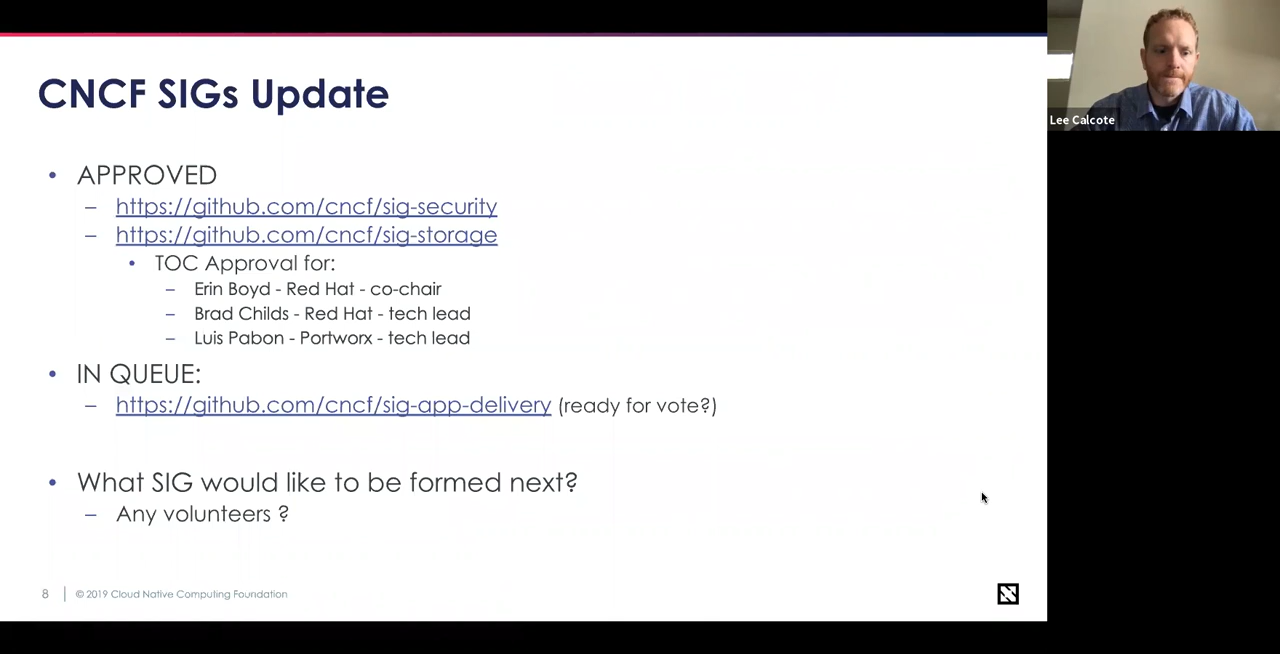 CNCF SIGs Update
Lee Calcote
• APPROVED
– https://github.com/cncf/sig-security
– https://github.com/cncf/sig-storage
• TOC Approval for:
– Erin Boyd - Red Hat - co-chair
– Brad Childs - Red Hat - tech lead
– Luis Pabon - Portworx - tech lead
• IN QUEUE:
– https://github.com/cncf/sig-app-delivery (ready for vote?)
• What SIG would like to be formed next?
– Any volunteers ?
8 | © 2019 Cloud Native Computing Foundation